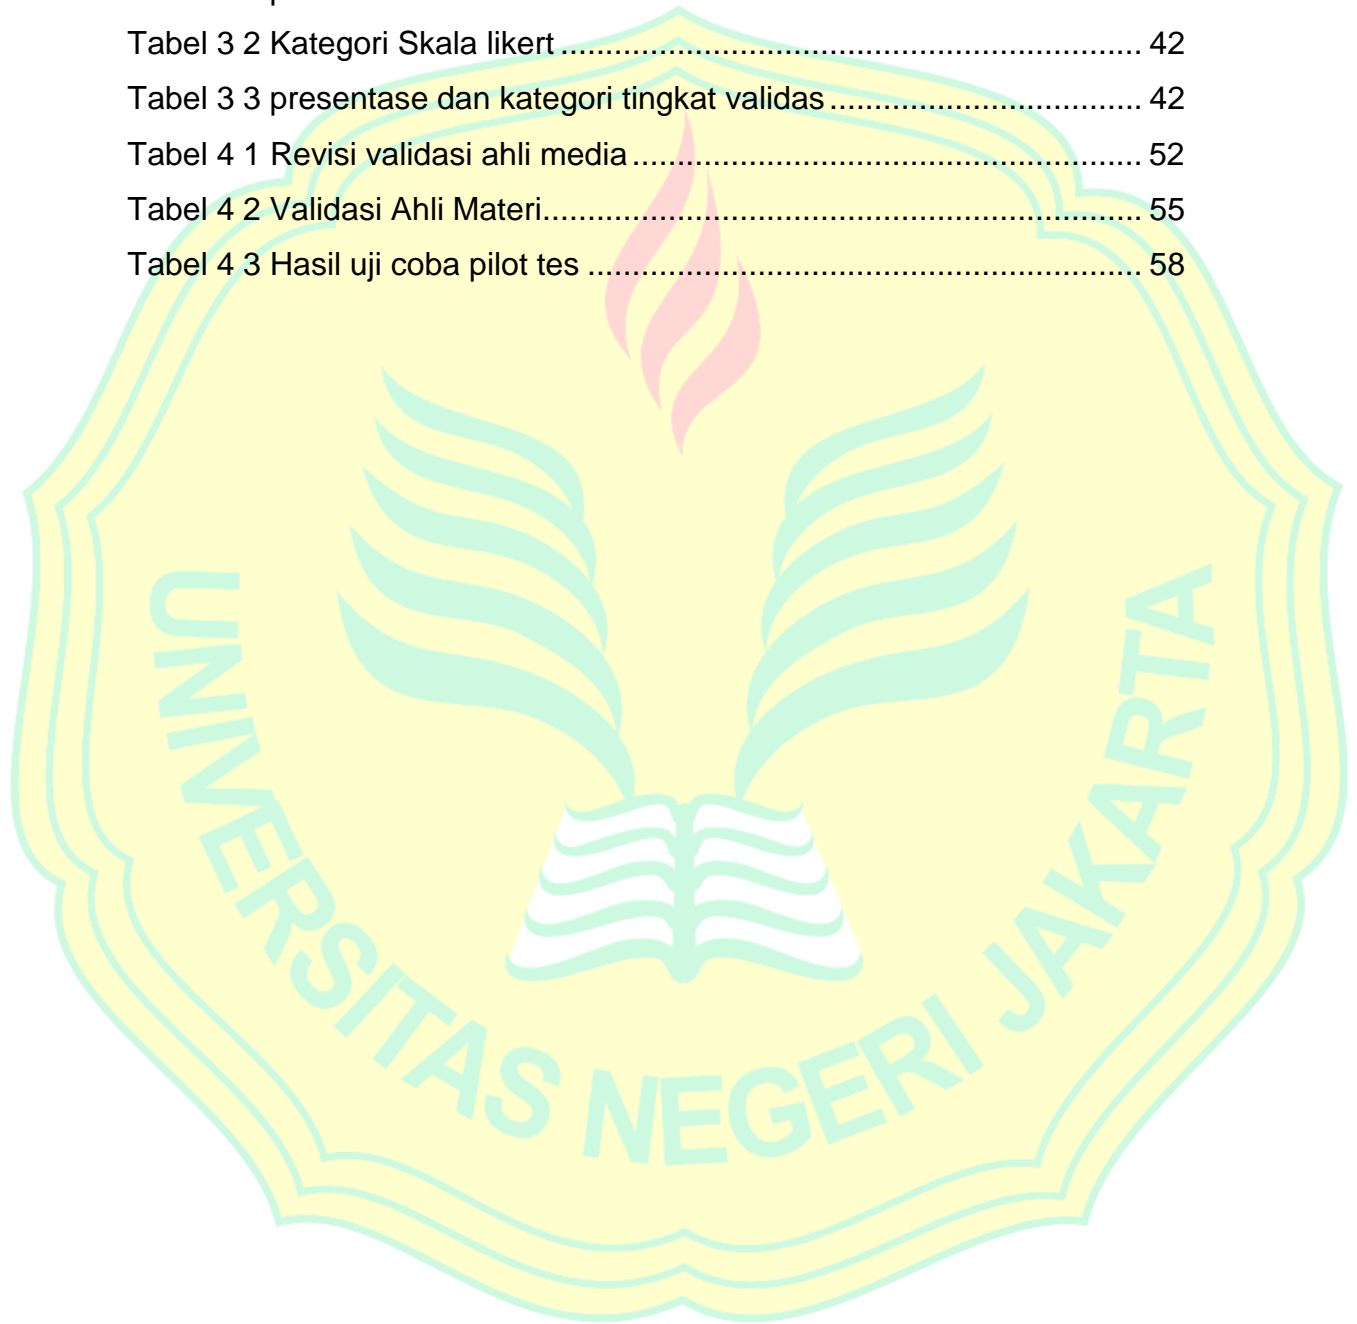 Tabel 3 2 Kategori Skala likert ................................................................. 42
Tabel 3 3 presentase dan kategori tingkat validas ................................... 42
Tabel 4 1 Revisi validasi ahli media ......................................................... 52
Tabel 4 2 Validasi Ahli Materi................................................................... 55
Tabel 4 3 Hasil uji coba pilot tes .............................................................. 58
UNIVERSITAS NEGERI JAKARTA